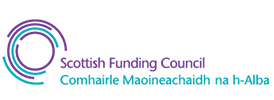 Scottish Funding Council
Comhairle Maoineachaidh na h-Alba